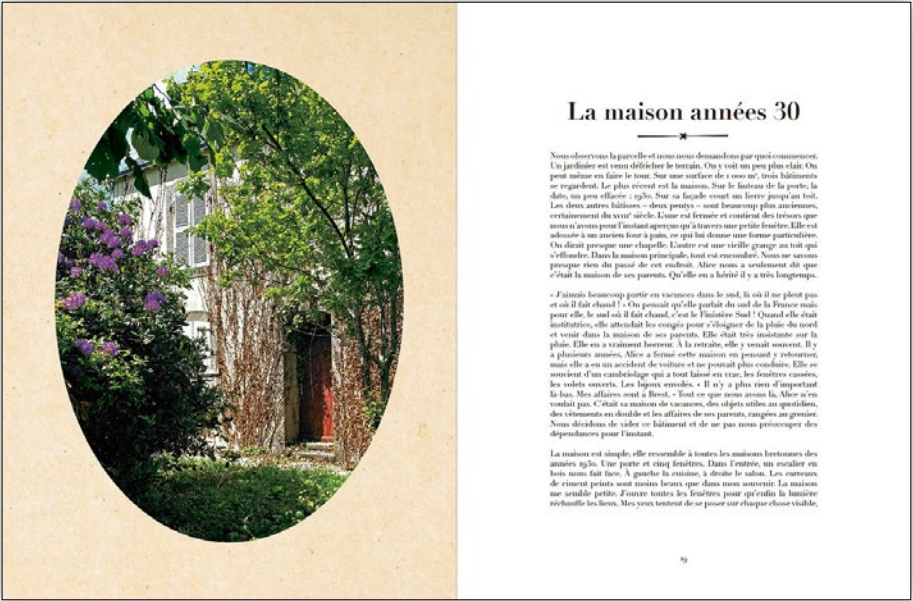 La maison années 30
Nous observons la parcelle et nous nous demandons par quoi commencer.
Un jardinier est venu défricher le terrain. On y voit un peu plus clair. On
peut même en faire le tour. Sur une surface de 1 000 m², trois bâtiments
se regardent. Le plus récent est la maison. Sur le linteau de la porte, la
date, un peu effacée : 1930. Sur sa façade court un lierre jusqu'au toit.
Les deux autres bâtisses – deux pentys – sont beaucoup plus anciennes,
certainement du XVIIIᵉ siècle. L'une est fermée et contient des trésors que
nous n'avons pour l'instant aperçus qu'à travers une petite fenêtre. Elle est
adossée à un ancien four à pain, ce qui lui donne une forme particulière.
On dirait presque une chapelle. L'autre est une vieille grange au toit qui
s'effondre. Dans la maison principale, tout est encombré. Nous ne savons
presque rien du passé de cet endroit. Alice nous a seulement dit que
c'était la maison de ses parents. Qu'elle en a hérité il y a très longtemps.
« J'aimais beaucoup partir en vacances dans le sud, là où il ne pleut pas
et où il fait chaud ! » On pensait qu'elle parlait du sud de la France mais
pour elle, le sud où il fait chaud, c'est le Finistère Sud ! Quand elle était
institutrice, elle attendait les congés pour s'éloigner de la pluie du nord
et venir dans la maison de ses parents. Elle était très insistante sur la
pluie. Elle en a vraiment horreur. À la retraite, elle y venait souvent. Il y
a plusieurs années, Alice a fermé cette maison en pensant y retourner,
mais elle a eu un accident de voiture et ne pouvait plus conduire. Elle se
souvient d'un cambriolage qui a tout laissé en vrac, les fenêtres cassées,
les volets ouverts. Les bijoux envolés. « Il n'y a plus rien d'important
là-bas. Mes affaires sont à Brest. » Tout ce que nous avons là, Alice n'en
voulait pas. C'était sa maison de vacances, des objets utiles au quotidien,
des vêtements en double et les affaires de ses parents, rangées au grenier.
Nous décidons de vider ce bâtiment et de ne pas nous préoccuper des
dépendances pour l'instant.
La maison est simple, elle ressemble à toutes les maisons bretonnes des
années 1930. Une porte et cinq fenêtres. Dans l'entrée, un escalier en
bois nous fait face. À gauche la cuisine, à droite le salon. Les carreaux
de ciment peints sont moins beaux que dans mon souvenir. La maison
me semble petite. J'ouvre toutes les fenêtres pour qu'enfin la lumière
réchauffe les lieux. Mes yeux tentent de se poser sur chaque chose visible,